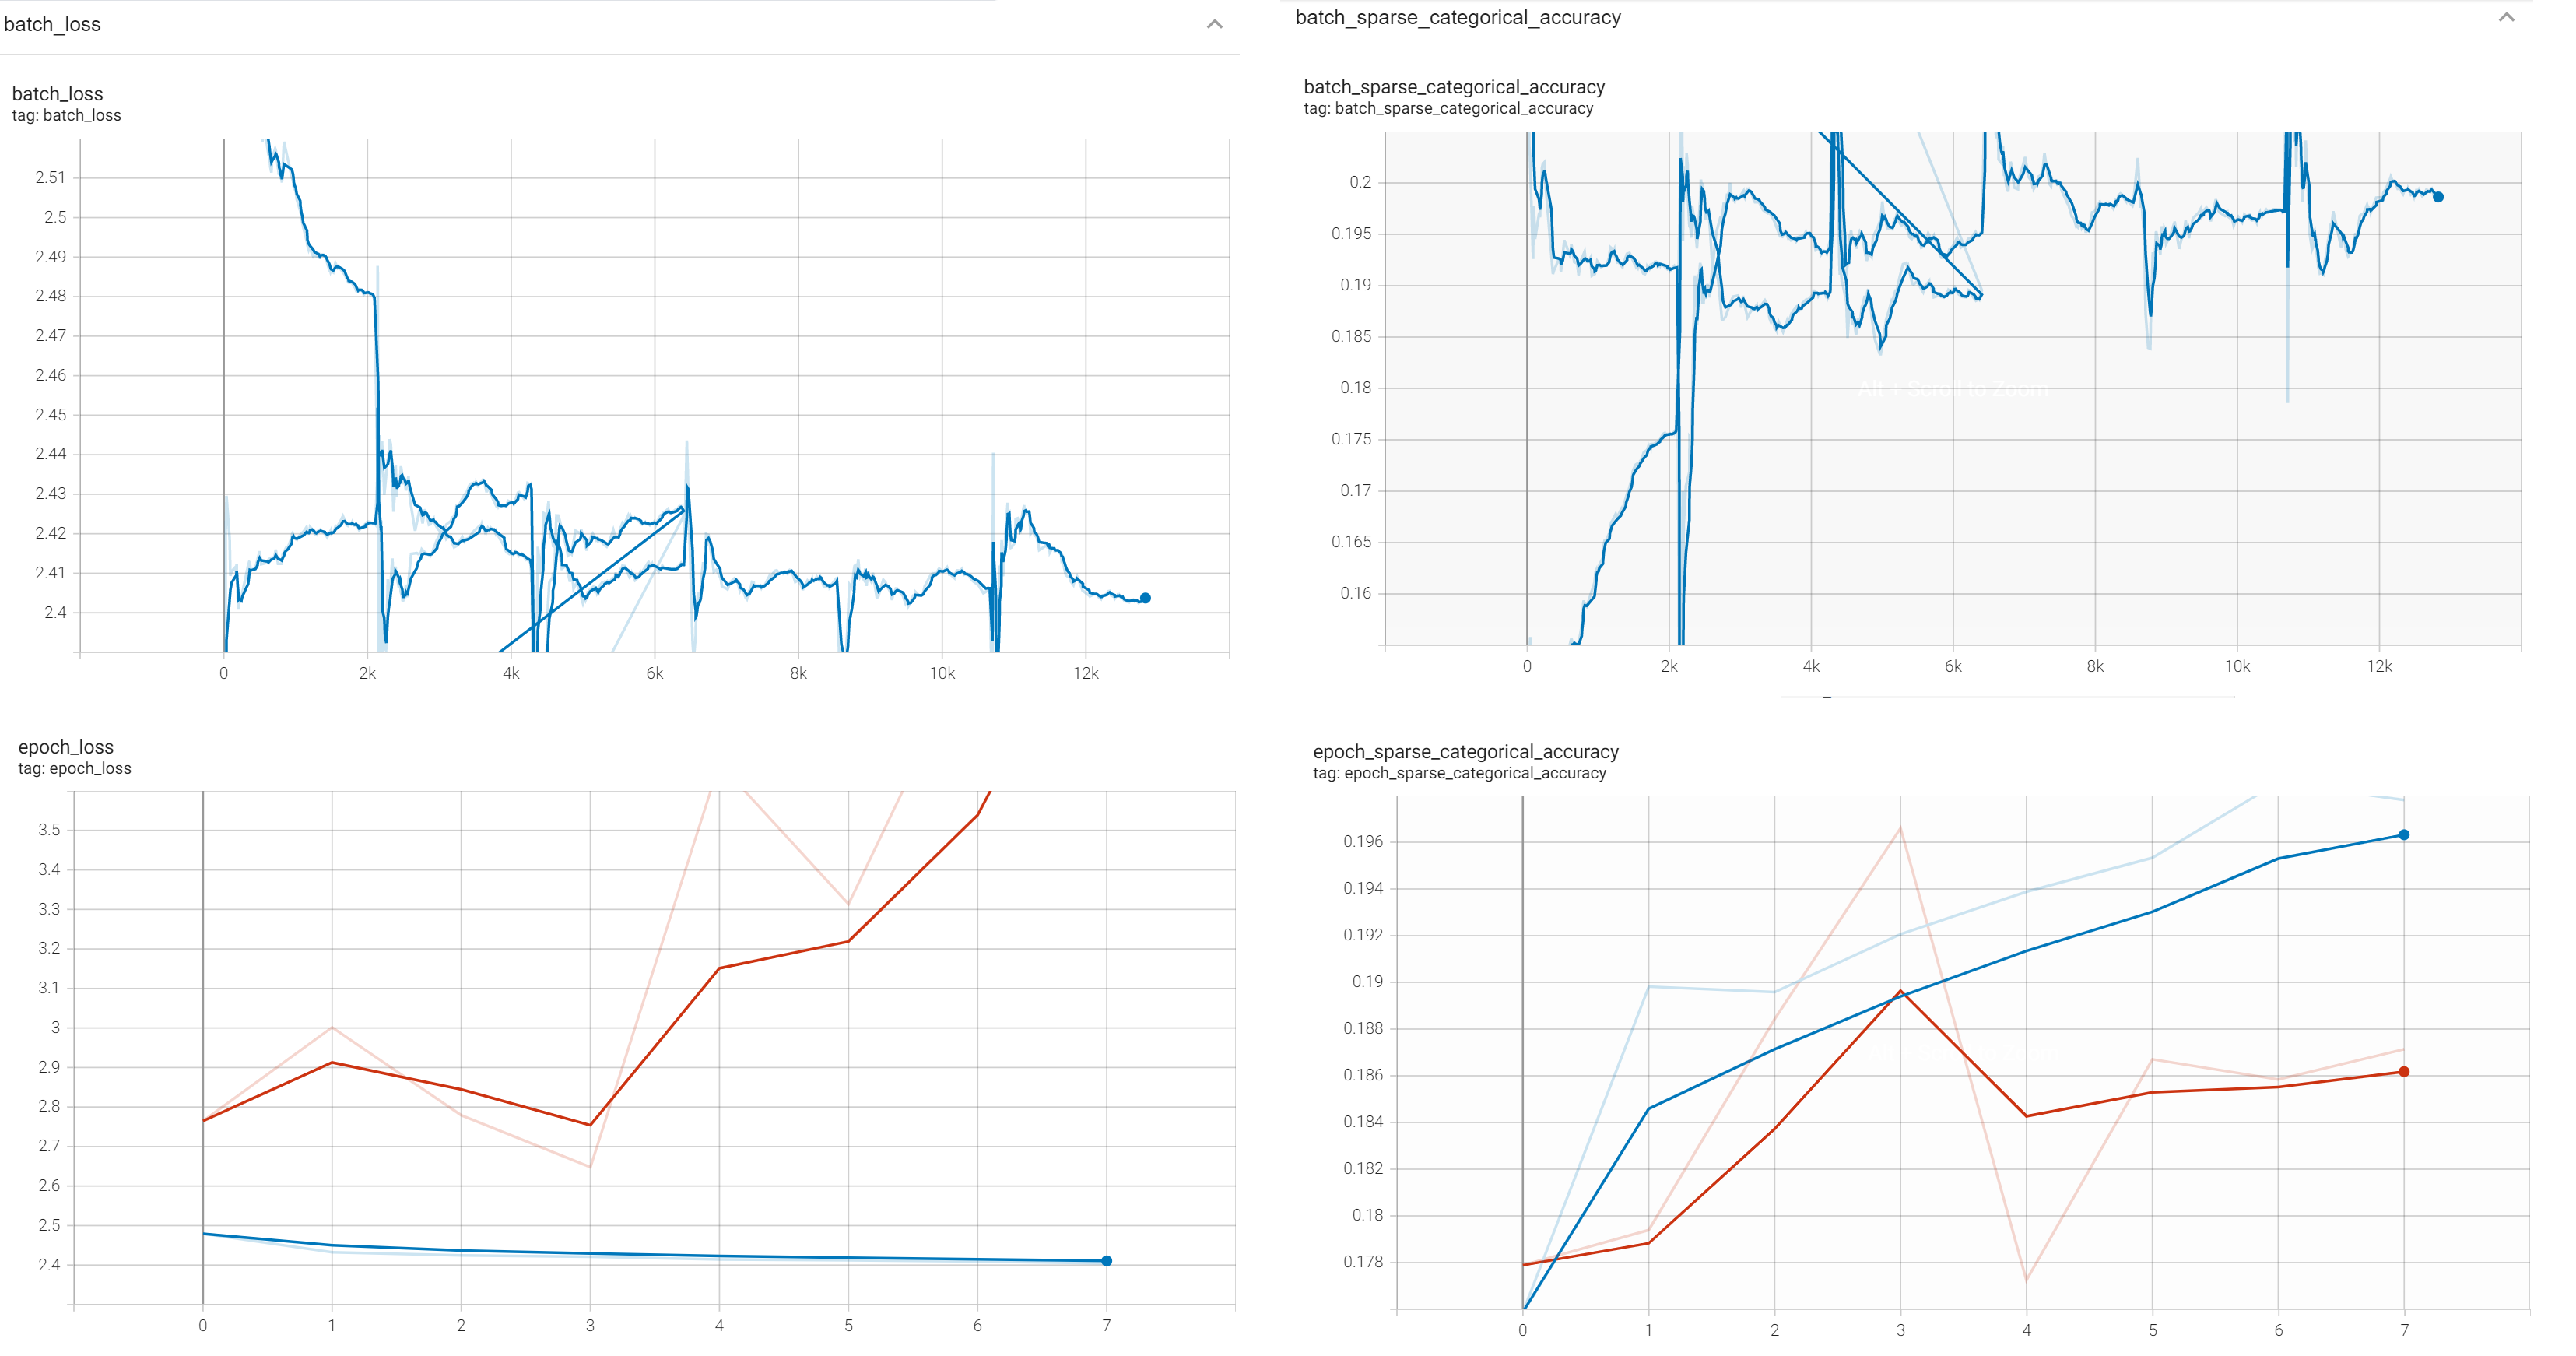 batch_loss
batch_sparse_categorical_accuracy
batch_loss
tag: batch_loss
2.51
2.5
2.49
2.48
2.47
2.46
2.45
2.44
2.43
2.42
2.41
2.4
0 2k 4k 6k 8k 10k 12k
batch_sparse_categorical_accuracy
tag: batch_sparse_categorical_accuracy
0.2
0.195
0.19
0.185
0.18
0.175
0.17
0.165
0.16
Alt + Scroll to Zoom
0 2k 4k 6k 8k 10k 12k
epoch_loss
tag: epoch_loss
3.5
3.4
3.3
3.2
3.1
3
2.9
2.8
2.7
2.6
2.5
2.4
0 1 2 3 4 5 6 7
epoch_sparse_categorical_accuracy
tag: epoch_sparse_categorical_accuracy
0.196
0.194
0.192
0.19
0.188
0.186
0.184
0.182
0.18
0.178
0 1 2 3 4 5 6 7